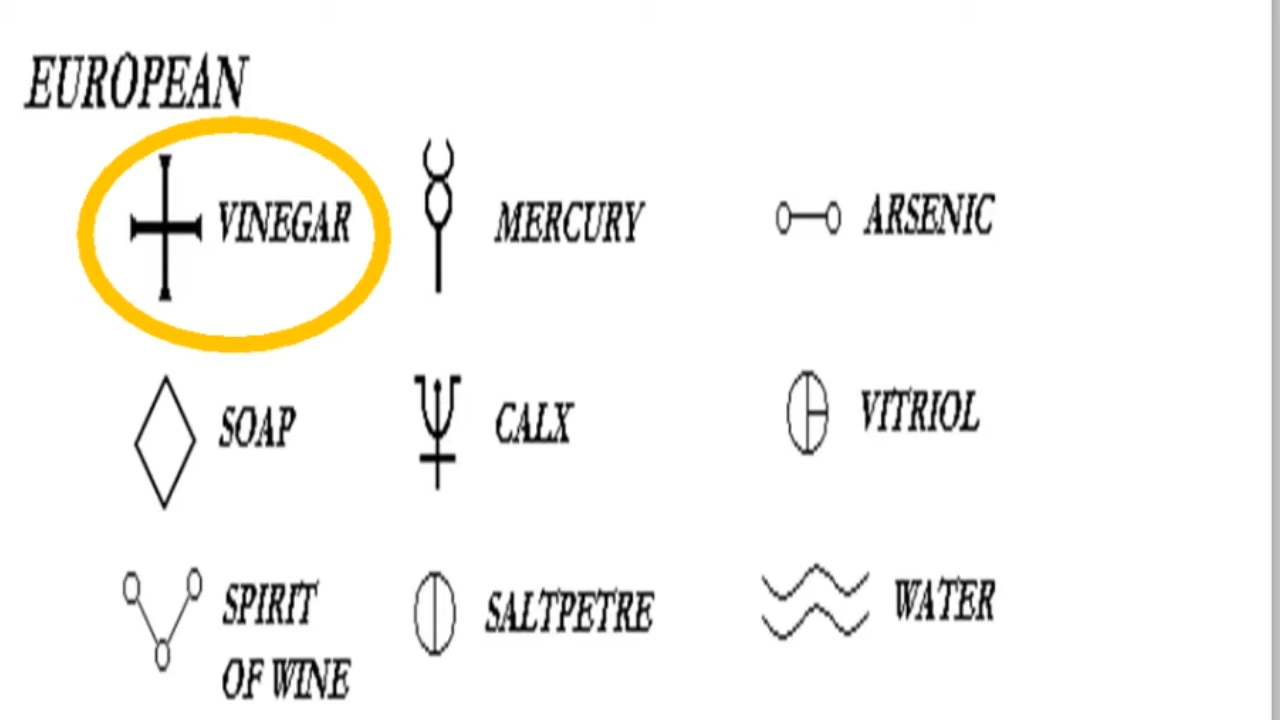 EUROPEAN
VINEGAR
MERCURY
ARSENIC
SOAP
CALX
VITRIOL
SPIRIT
OF WINE
SALTPETRE
WATER